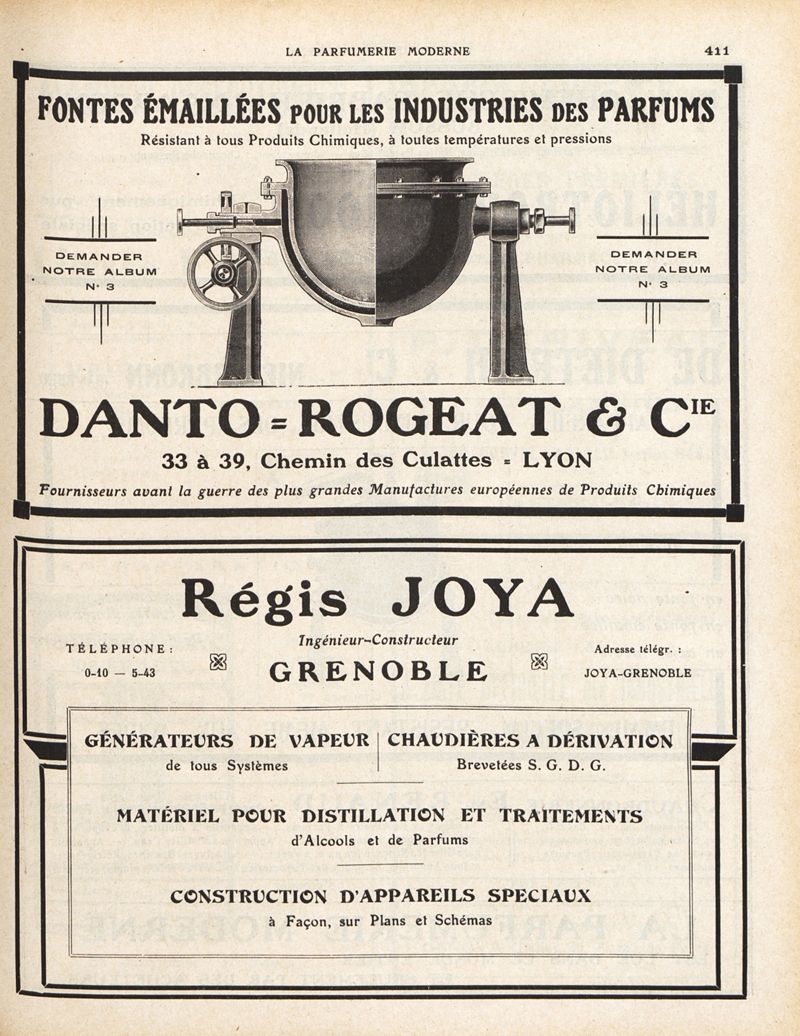 LA PARFUMERIE MODERNE
411
FONTES ÉMAILLÉES POUR LES INDUSTRIES DES PARFUMS
Résistant à tous Produits Chimiques, à toutes températures et pressions
DEMANDER
NOTRE ALBUM
N· 3
DEMANDER
NOTRE ALBUM
N· 3
DANTO=ROGEAT & CIE
33 à 39, Chemin des Culattes = LYON
Fournisseurs avant la guerre des plus grandes Manufactures européennes de Produits Chimiques
Régis JOYA
Ingénieur-Constructeur
GRENOBLE
TÉLÉPHONE :
0-10 — 5-43
Adresse télégr. :
JOYA-GRENOBLE
GÉNÉRATEURS DE VAPEUR
de tous Systèmes
CHAUDIÈRES A DÉRIVATION
Brevetées S. G. D. G.
MATÉRIEL POUR DISTILLATION ET TRAITEMENTS
d'Alcools et de Parfums
CONSTRUCTION D'APPAREILS SPECIAUX
à Façon, sur Plans et Schémas